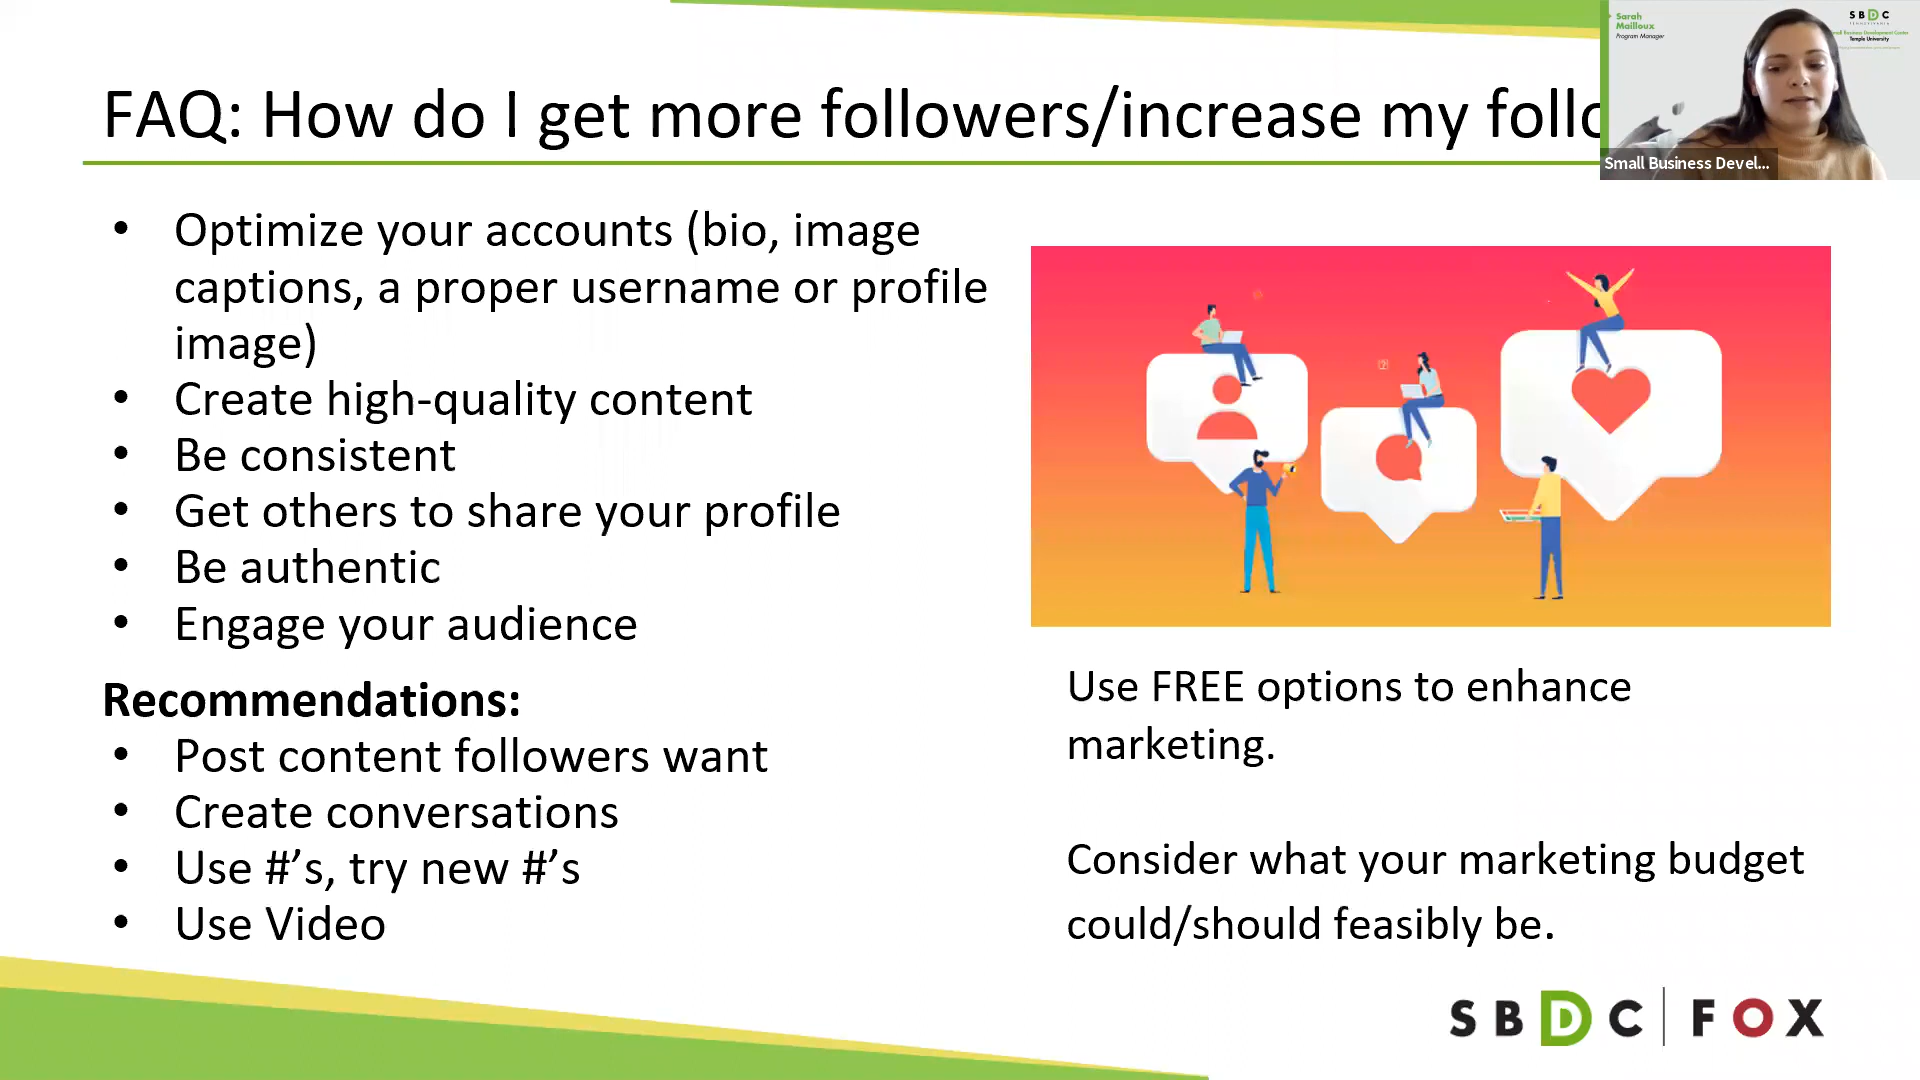 FAQ: How do I get more followers/increase my follo
Sarah
Mailloux
Program Manager
SBDC
Temple University
Small Business Devel...
• Optimize your accounts (bio, image
captions, a proper username or profile
image)
• Create high-quality content
• Be consistent
• Get others to share your profile
• Be authentic
• Engage your audience
Recommendations:
• Post content followers want
• Create conversations
• Use #’s, try new #’s
• Use Video
Use FREE options to enhance
marketing.
Consider what your marketing budget
could/should feasibly be.
SBDC | FOX